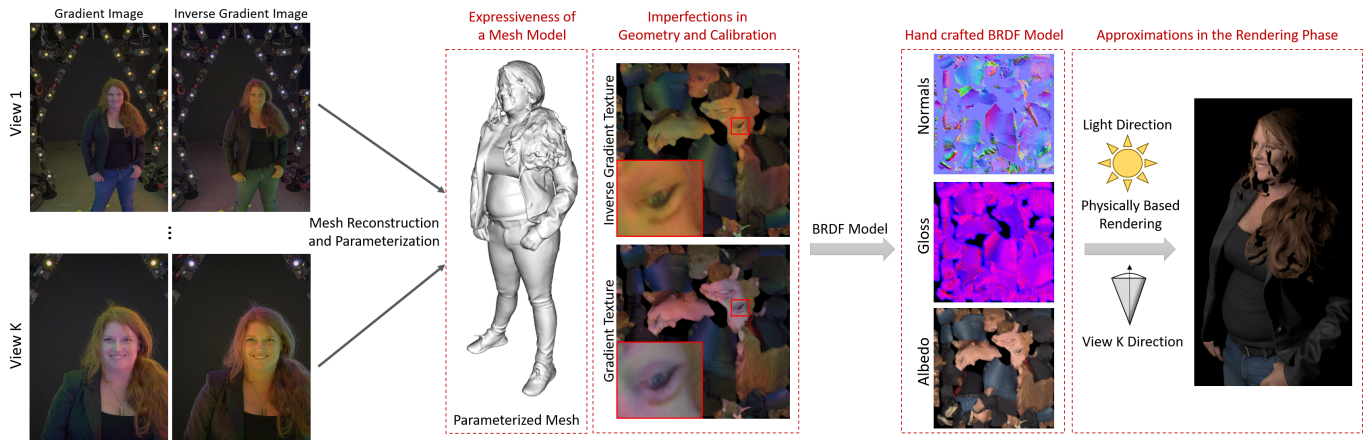 Gradient Image
Inverse Gradient Image
View 1
View K
Mesh Reconstruction
and Parameterization
Expressiveness of
a Mesh Model
Parameterized Mesh
Imperfections in
Geometry and Calibration
Inverse Gradient Texture
Gradient Texture
BRDF Model
Hand crafted BRDF Model
Normals
Gloss
Albedo
Approximations in the Rendering Phase
Light Direction
Physically Based
Rendering
View K Direction